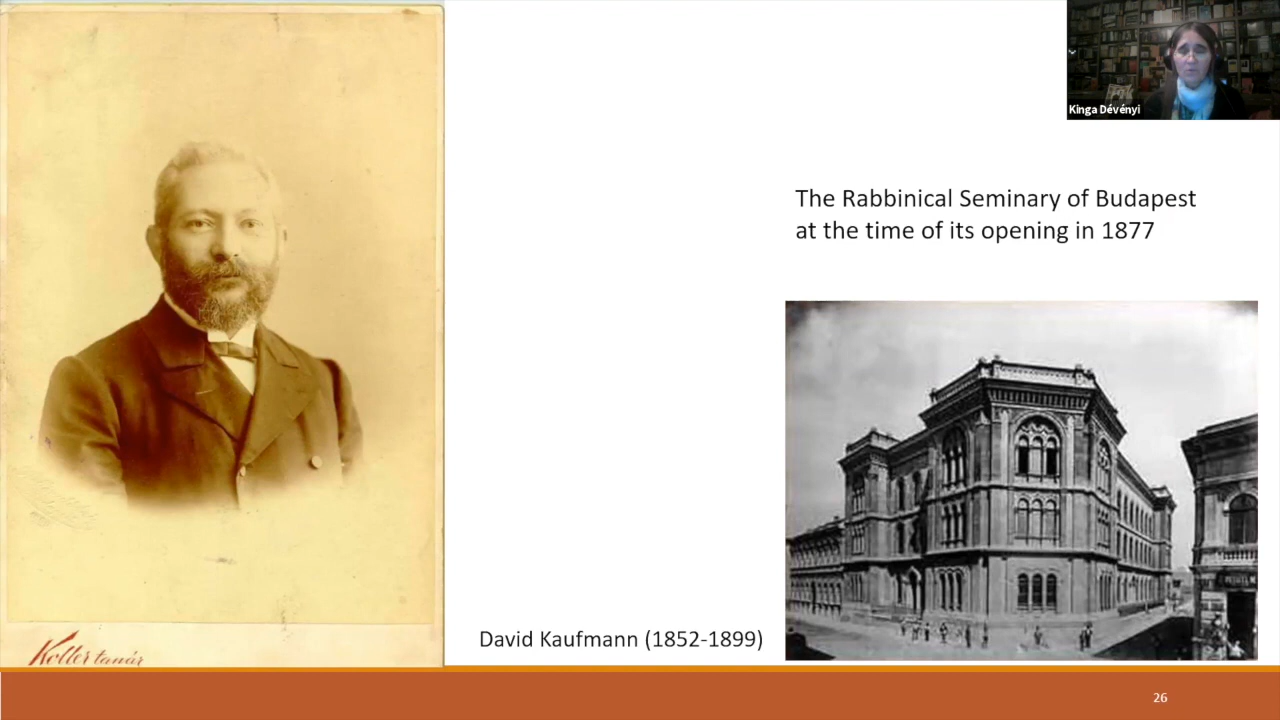 Kinga Dévényi
The Rabbinical Seminary of Budapest
at the time of its opening in 1877
David Kaufmann (1852-1899)
Koller tanár
26